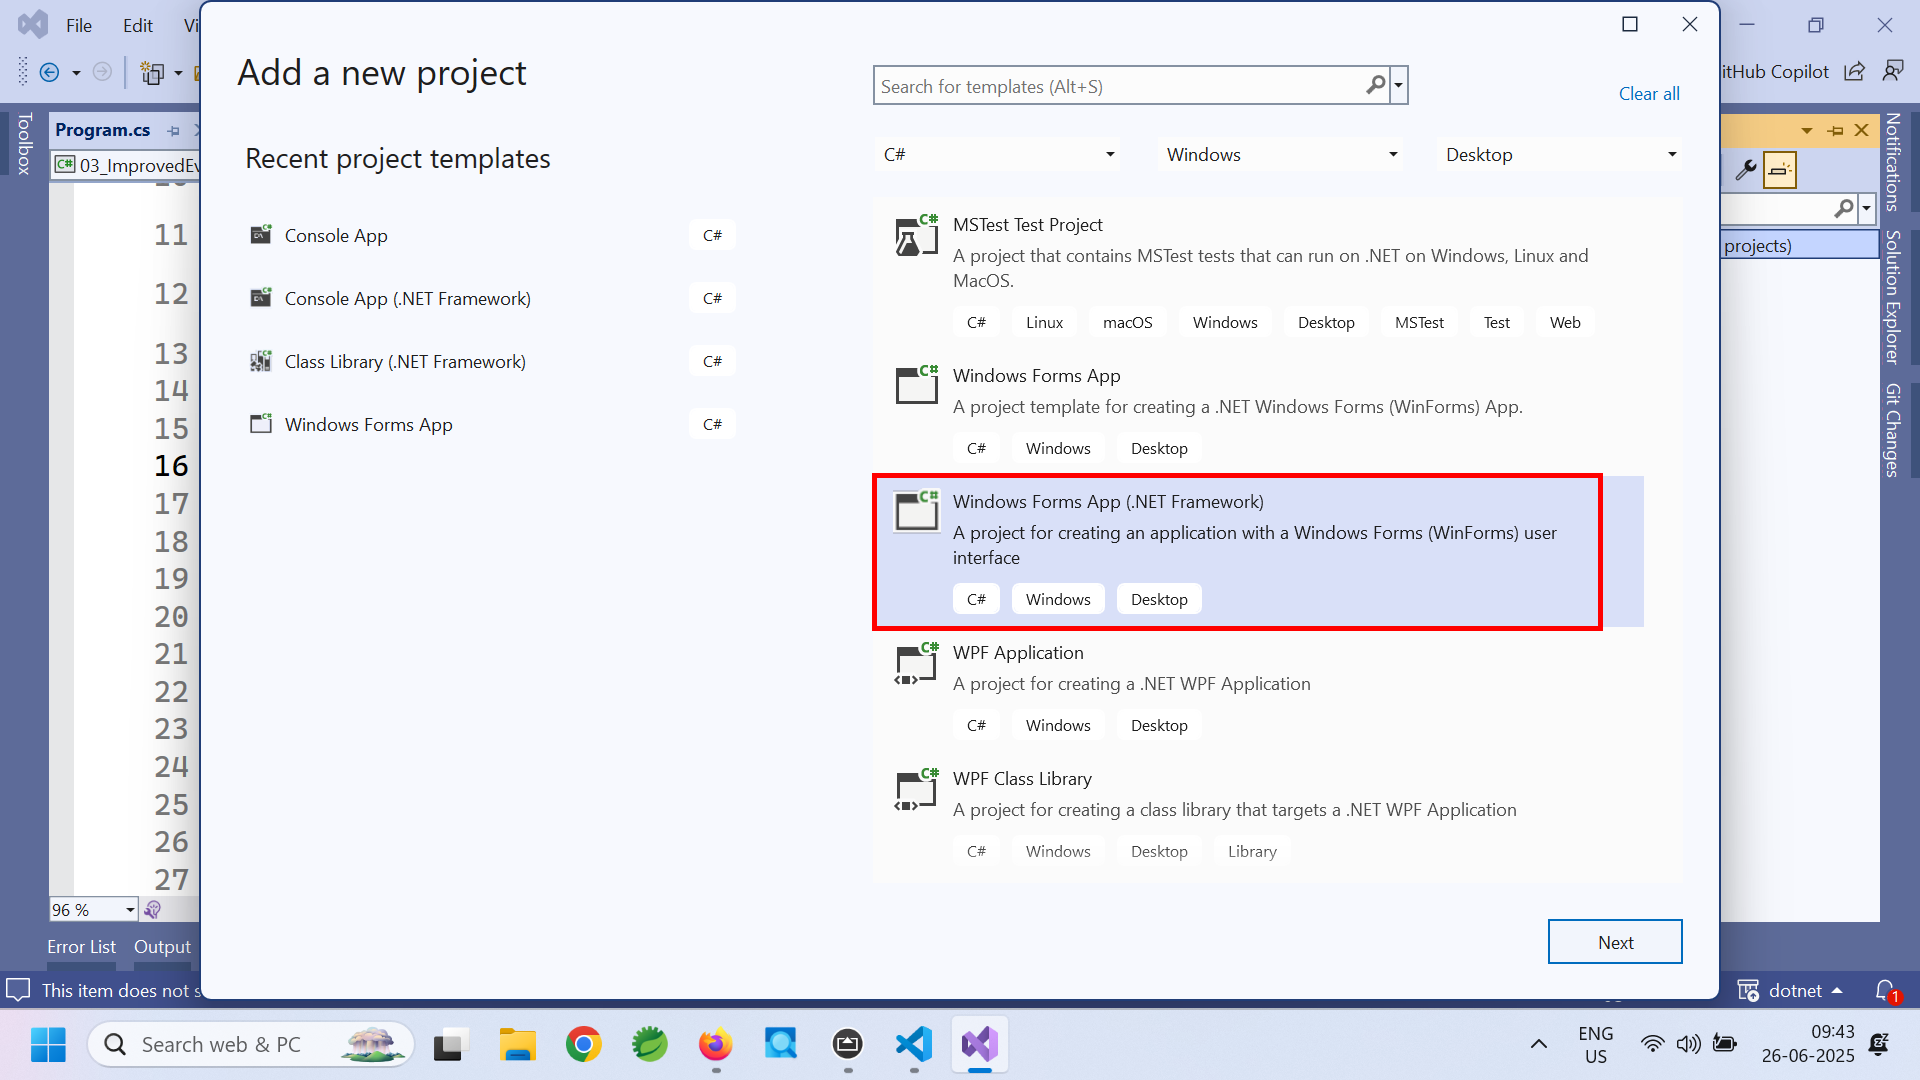 File Edit Vi
Add a new project
Search for templates (Alt+S)
Clear all
itHub Copilot
Toolbox
Program.cs
03_ImprovedEv
Recent project templates
C# Windows Desktop
Console App C#
Console App (.NET Framework) C#
Class Library (.NET Framework) C#
Windows Forms App C#
MSTest Test Project
A project that contains MSTest tests that can run on .NET on Windows, Linux and
MacOS.
C# Linux macOS Windows Desktop MSTest Test Web
Windows Forms App
A project template for creating a .NET Windows Forms (WinForms) App.
C# Windows Desktop
Windows Forms App (.NET Framework)
A project for creating an application with a Windows Forms (WinForms) user
interface
C# Windows Desktop
WPF Application
A project for creating a .NET WPF Application
C# Windows Desktop
WPF Class Library
A project for creating a class library that targets a .NET WPF Application
C# Windows Desktop Library
Next
projects)
Notifications
Solution Explorer
Git Changes
11
12
13
14
15
16
17
18
19
20
21
22
23
24
25
26
27
96 %
Error List Output
This item does not s
dotnet
1
Search web & PC
ENG
US
09:43
26-06-2025